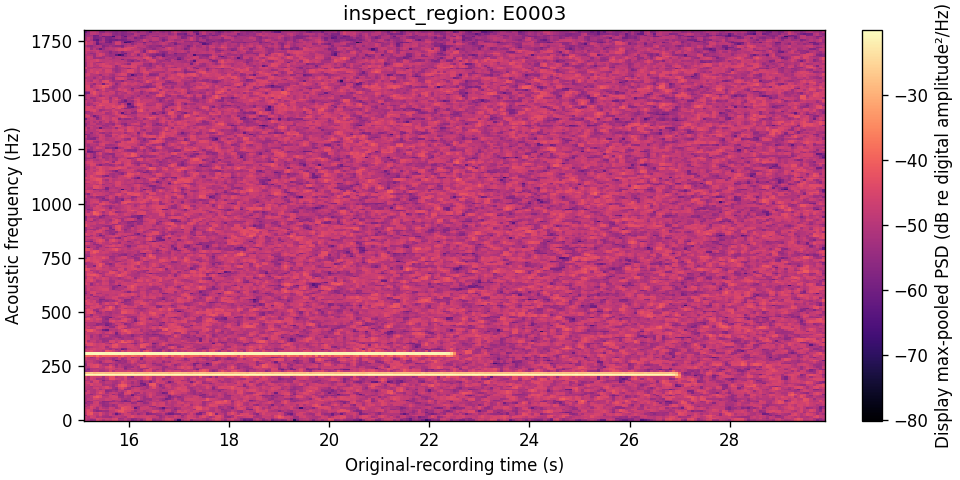 inspect_region: E0003
1750
1500
1250
1000
750
500
250
0
Acoustic frequency (Hz)
16 18 20 22 24 26 28
Original-recording time (s)
−30
−40
−50
−60
−70
−80
Display max-pooled PSD (dB re digital amplitude²/Hz)